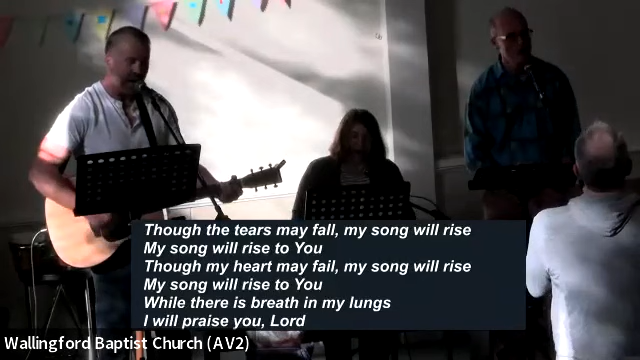 Though the tears may fall, my song will rise
My song will rise to You
Though my heart may fail, my song will rise
My song will rise to You
While there is breath in my lungs
I will praise you, Lord
Wallingford Baptist Church (AV2)